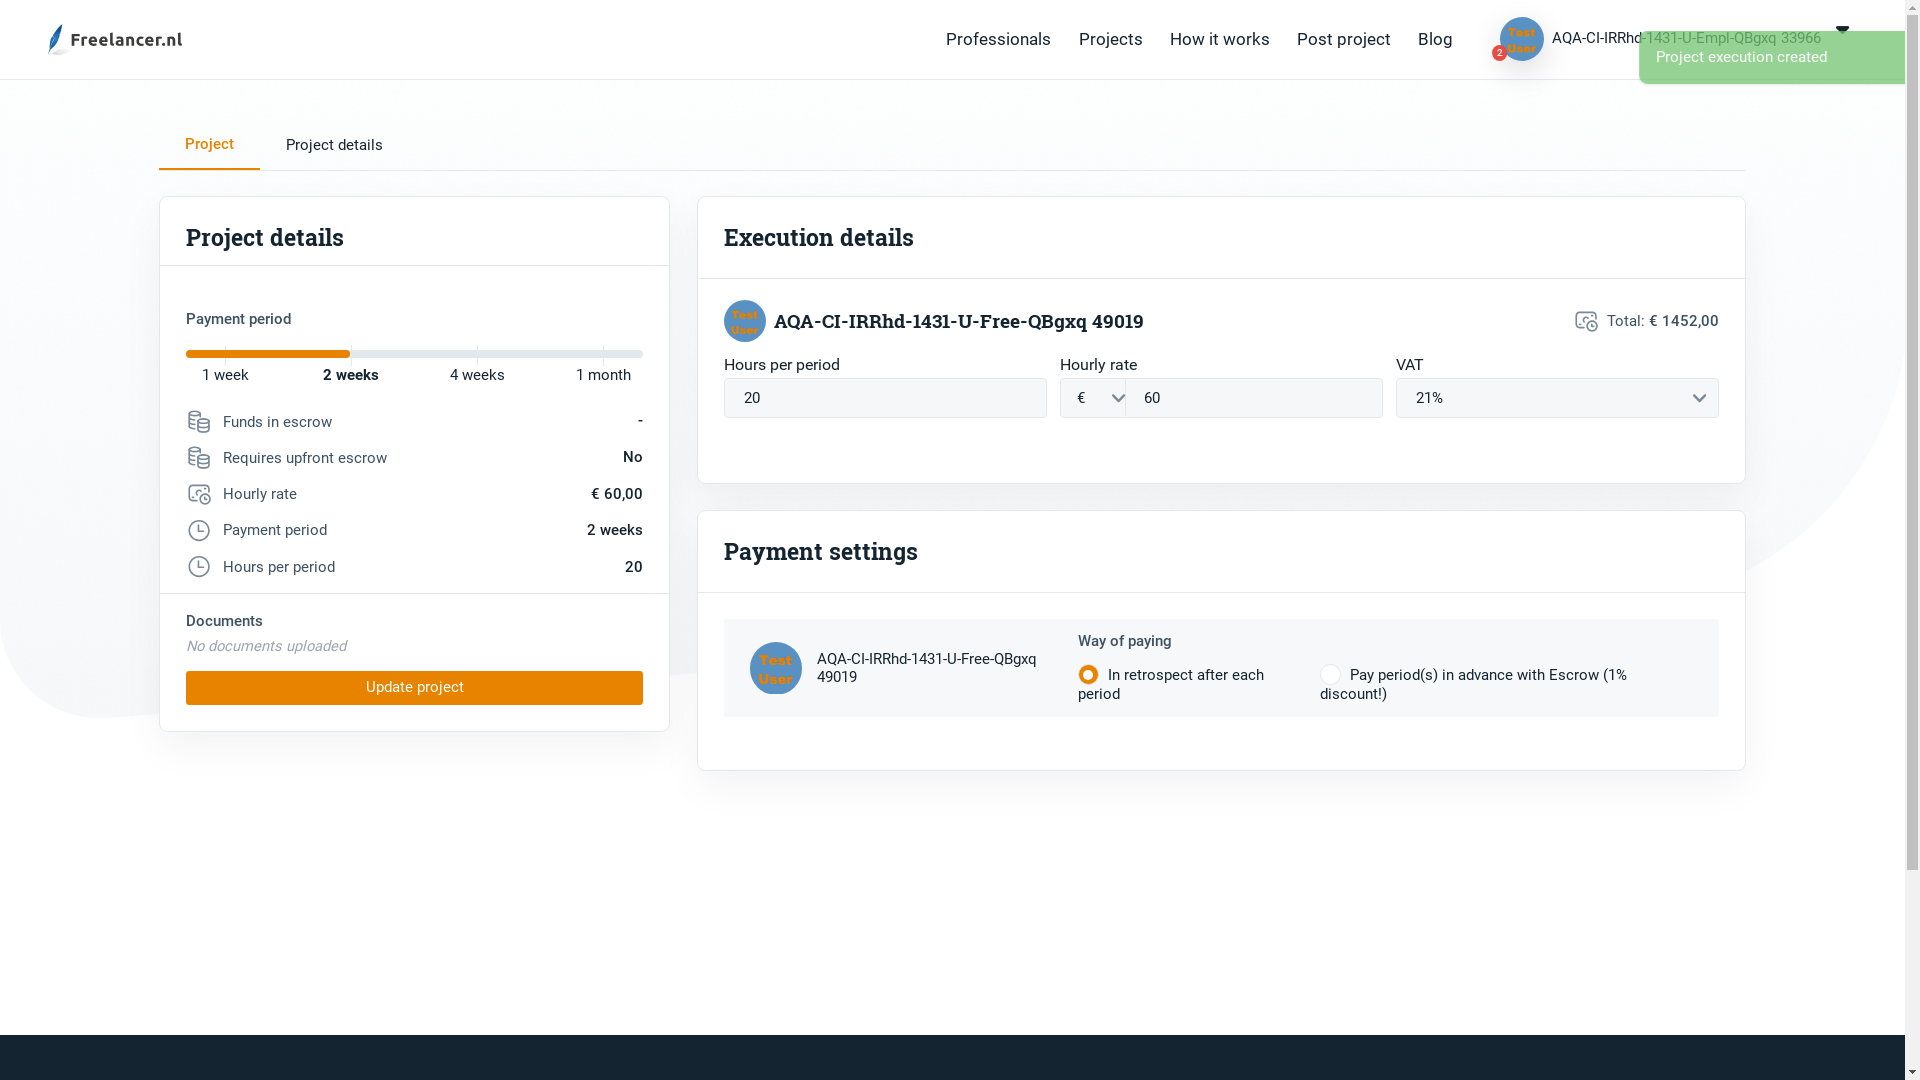 Freelancer.nl
Professionals
Projects
How it works
Post project
Blog
Test
User
2
AQA-CI-IRRhd-1431-U-Empl-QBgxq 33966
Project execution created
Project
Project details
Project details
Payment period
1 week
2 weeks
4 weeks
1 month
Funds in escrow
-
Requires upfront escrow
No
Hourly rate
€ 60,00
Payment period
2 weeks
Hours per period
20
Documents
No documents uploaded
Update project
Execution details
Test
User
AQA-CI-IRRhd-1431-U-Free-QBgxq 49019
Total: € 1452,00
Hours per period
Hourly rate
VAT
20
€
60
21%
Payment settings
Test
User
AQA-CI-IRRhd-1431-U-Free-QBgxq
49019
Way of paying
In retrospect after each
period
Pay period(s) in advance with Escrow (1%
discount!)